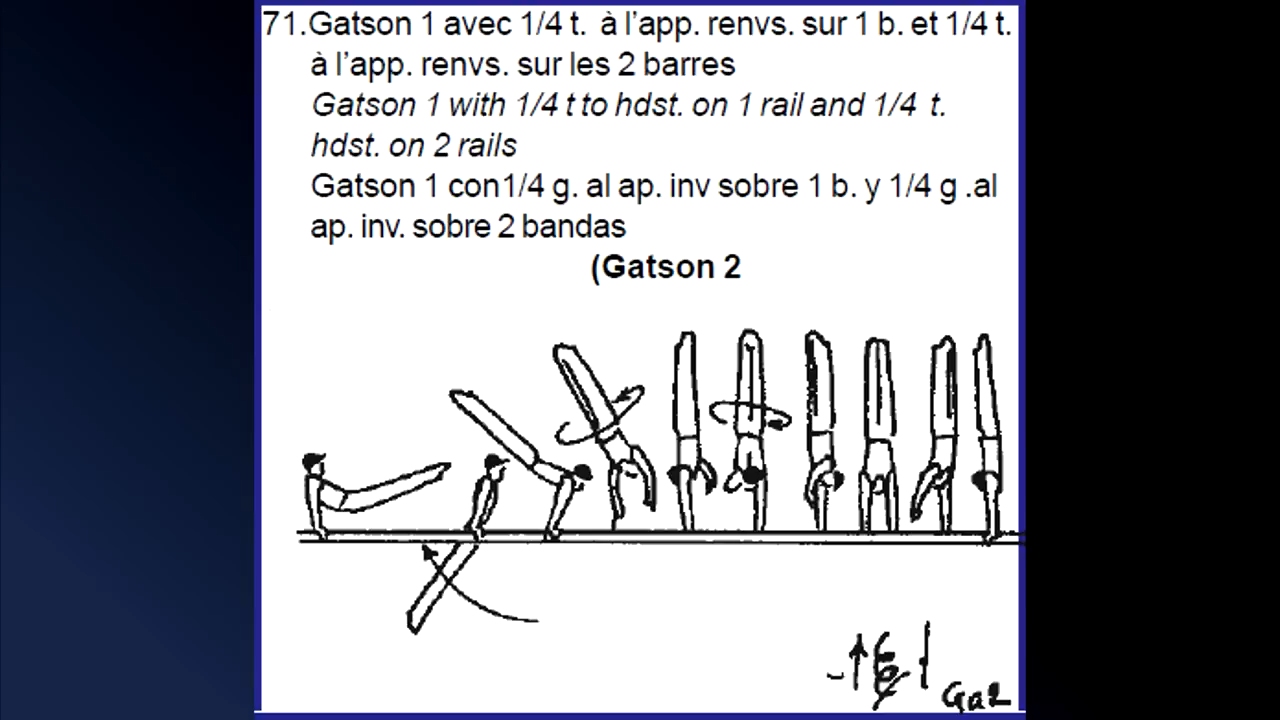 71.Gatson 1 avec 1/4 t. à l'app. renvs. sur 1 b. et 1/4 t.
à l'app. renvs. sur les 2 barres
Gatson 1 with 1/4 t to hdst. on 1 rail and 1/4 t.
hdst. on 2 rails
Gatson 1 con1/4 g. al ap. inv sobre 1 b. y 1/4 g .al
ap. inv. sobre 2 bandas
(Gatson 2
Ga2